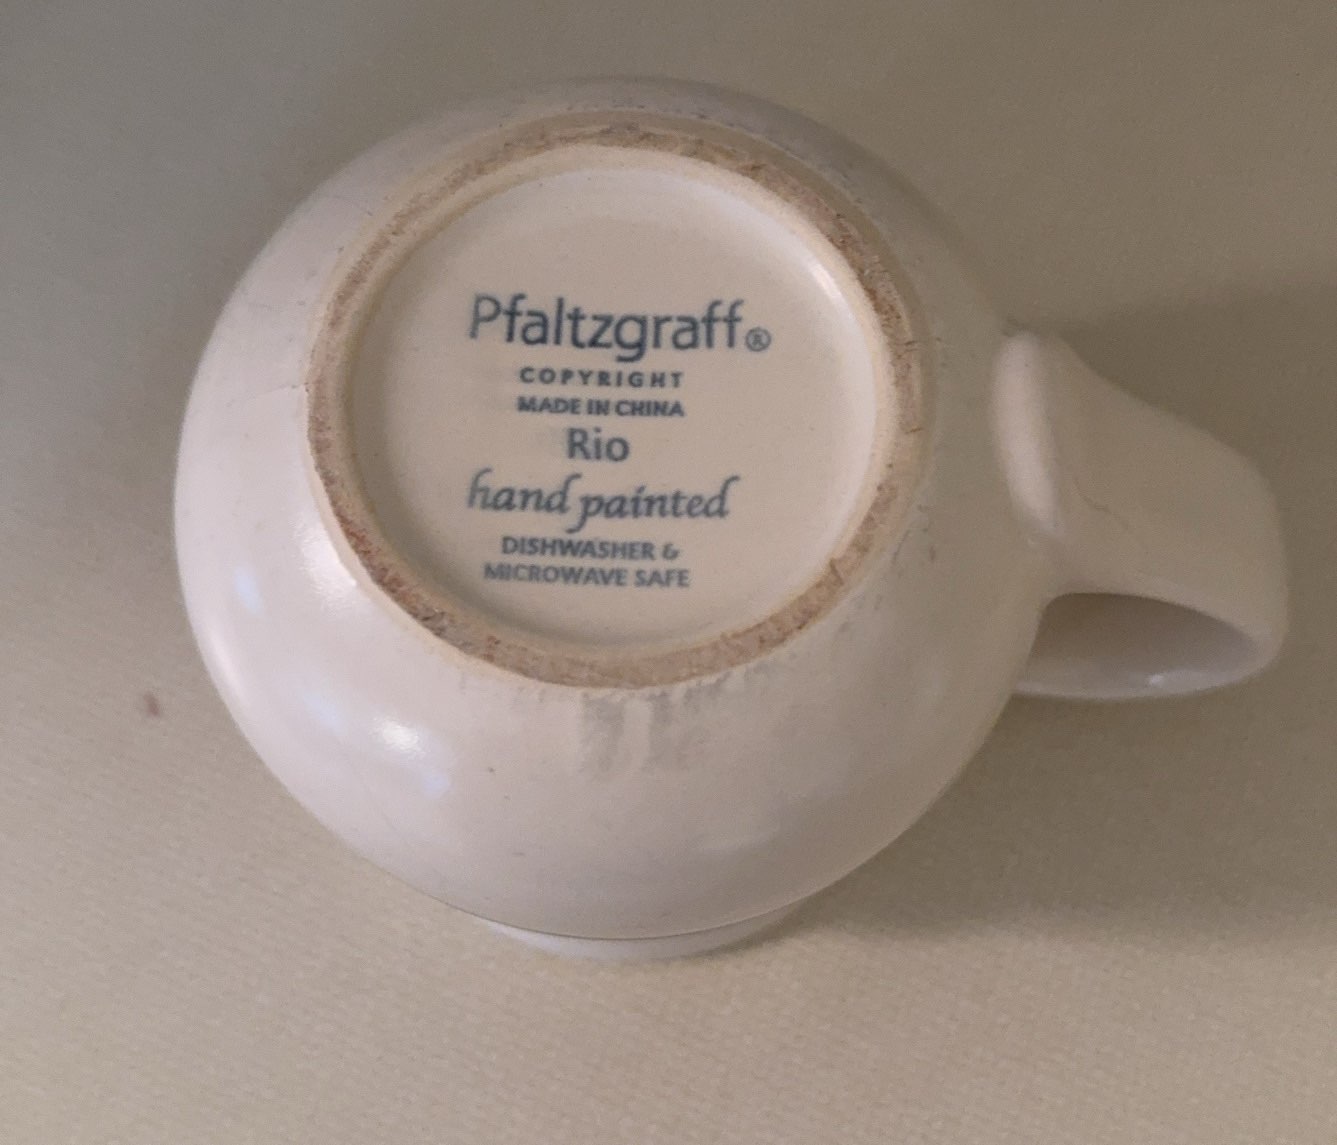 Pfaltzgraff®
COPYRIGHT
MADE IN CHINA
Rio
hand painted
DISHWASHER &
MICROWAVE SAFE